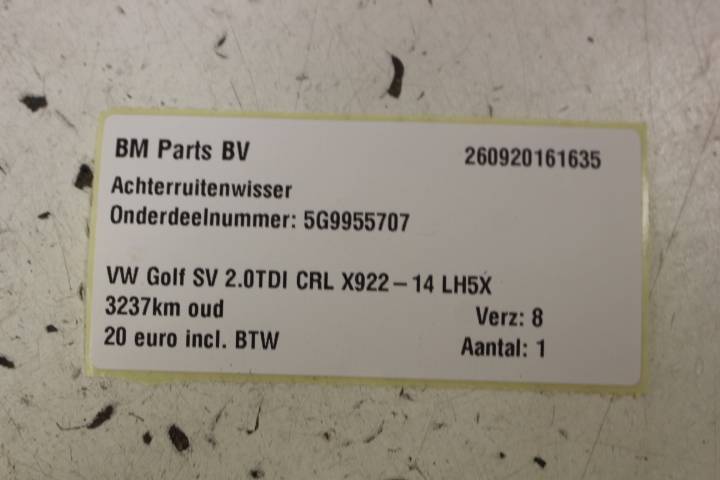 BM Parts BV 260920161635
Achterruitenwisser
Onderdeelnummer: 5G9955707
VW Golf SV 2.0TDI CRL X922-14 LH5X
3237km oud Verz: 8
20 euro incl. BTW Aantal: 1